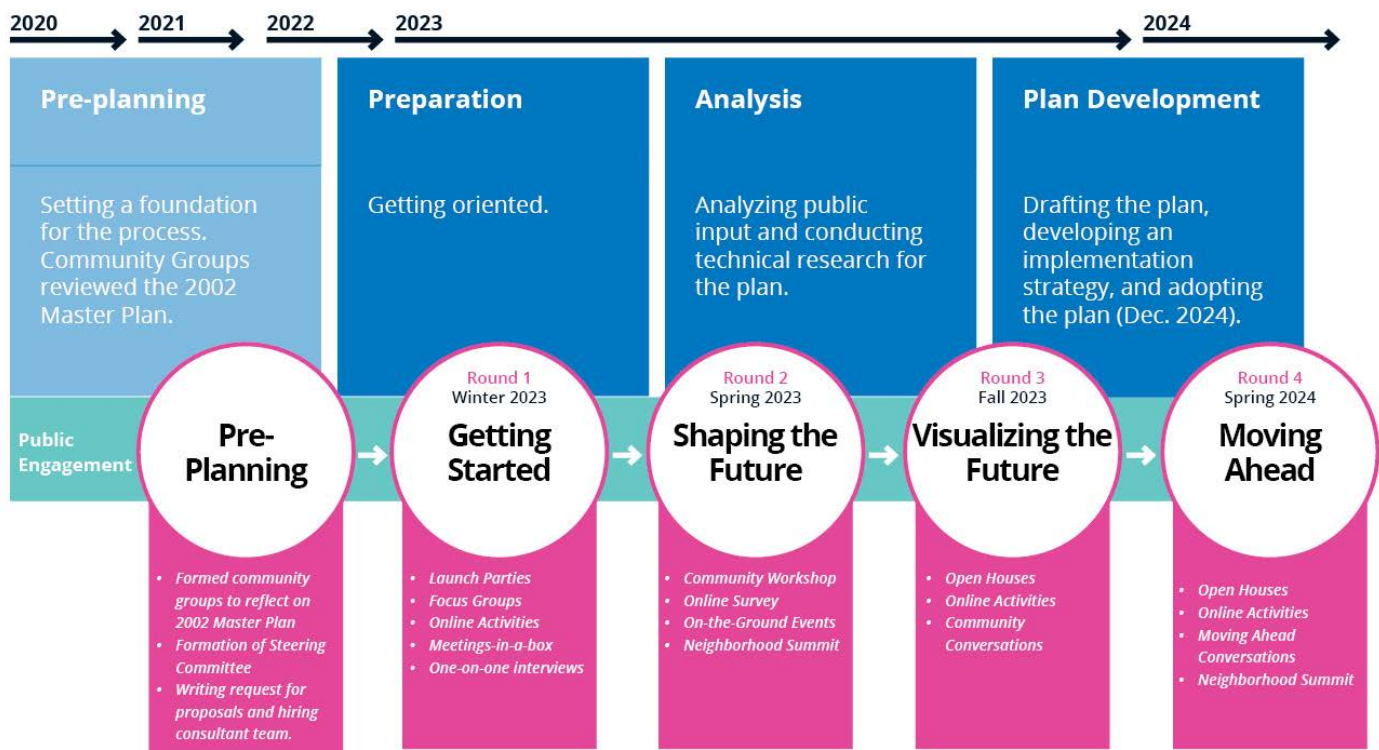 2020
2021
2022
2023
2024
Pre-planning
Setting a foundation
for the process.
Community Groups
reviewed the 2002
Master Plan.
Preparation
Getting oriented.
Analysis
Analyzing public
input and conducting
technical research for
the plan.
Plan Development
Drafting the plan,
developing an
implementation
strategy, and adopting
the plan (Dec. 2024).
Public
Engagement
Pre-
Planning
Round 1
Winter 2023
Getting
Started
Round 2
Spring 2023
Shaping the
Future
Round 3
Fall 2023
Visualizing the
Future
Round 4
Spring 2024
Moving
Ahead
• Formed community
groups to reflect on
2002 Master Plan
• Formation of Steering
Committee
• Writing request for
proposals and hiring
consultant team.
• Launch Parties
• Focus Groups
• Online Activities
• Meetings-in-a-box
• One-on-one interviews
• Community Workshop
• Online Survey
• On-the-Ground Events
• Neighborhood Summit
• Open Houses
• Online Activities
• Community
Conversations
• Open Houses
• Online Activities
• Moving Ahead
Conversations
• Neighborhood Summit